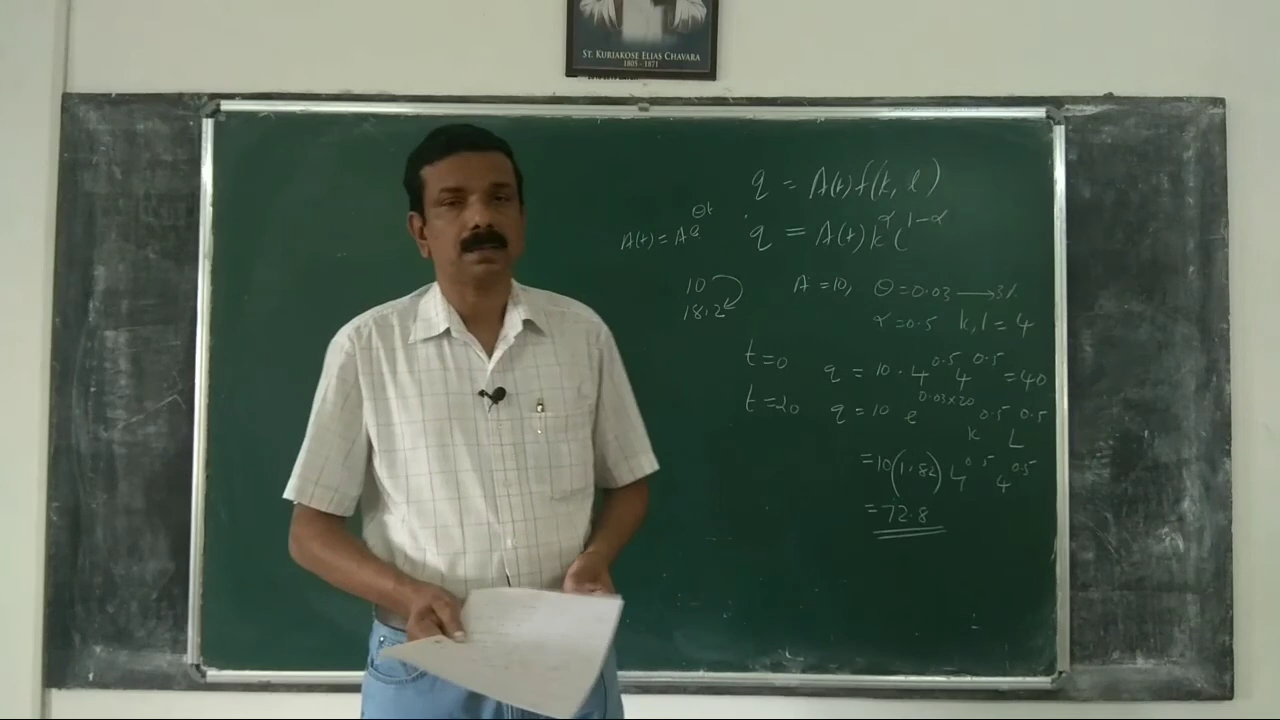 ST. KURIAKOSE ELIAS CHAVARA
1805 - 1871
q = A(t) f(k, l)
A(t) = A e^θt
q = A(t) k^α l^1-α
10
18.2
A = 10, θ = 0.03 → 3%
α = 0.5 k, l = 4
t = 0 q = 10 . 4^0.5 4^0.5 = 40
t = 20 q = 10 e^0.03×20 k^0.5 L^0.5
= 10 (1.82) 4^0.5 4^0.5
= 72.8